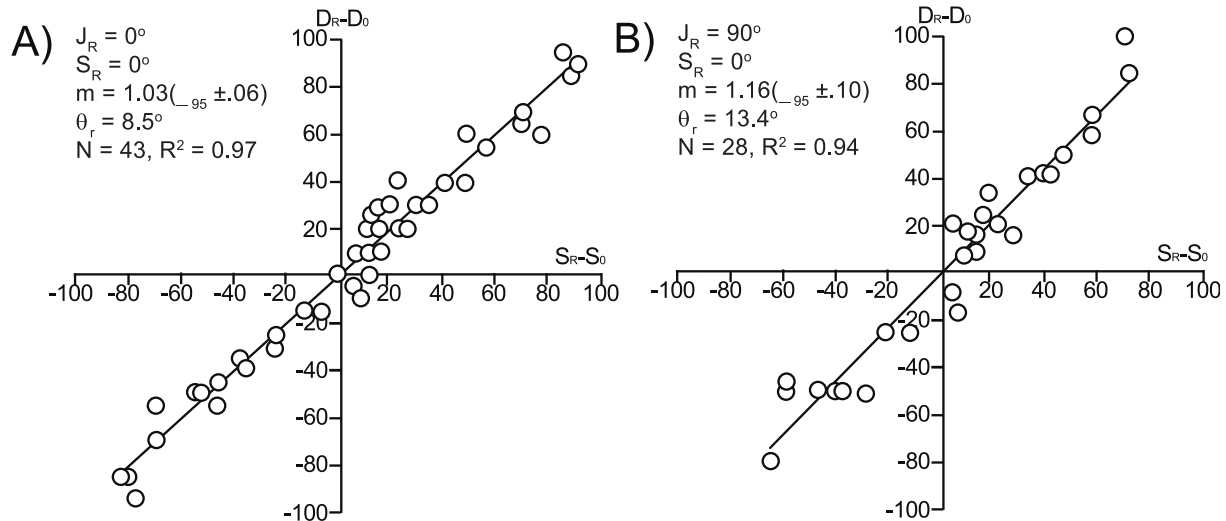 A)
J_R = 0°
S_R = 0°
m = 1.03(_95 ±.06)
θ_r = 8.5°
N = 43, R² = 0.97
D_R-D_0
100
80
60
40
20
S_R-S_0
-100 -80 -60 -40 -20 20 40 60 80 100
-20
-40
-60
-80
-100
B)
J_R = 90°
S_R = 0°
m = 1.16(_95 ±.10)
θ_r = 13.4°
N = 28, R² = 0.94
D_R-D_0
100
80
60
40
20
S_R-S_0
-100 -80 -60 -40 -20 20 40 60 80 100
-20
-40
-60
-80
-100